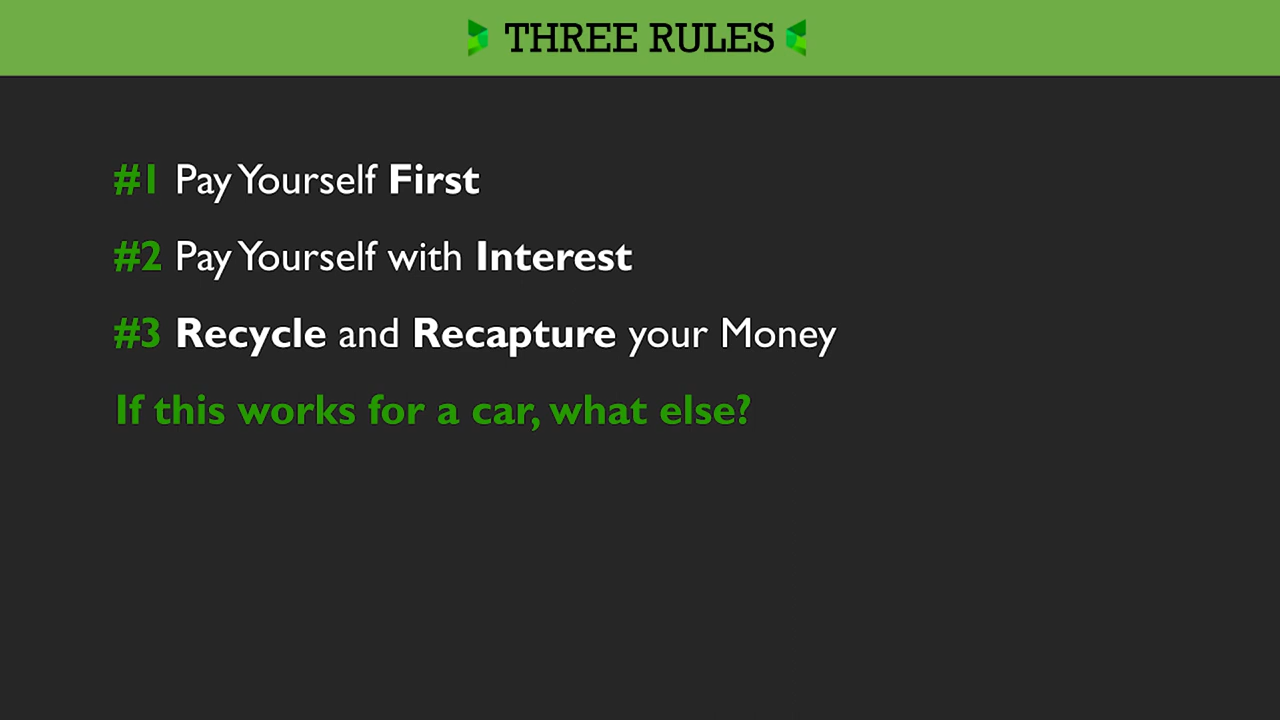 THREE RULES
#1 Pay Yourself First
#2 Pay Yourself with Interest
#3 Recycle and Recapture your Money
If this works for a car, what else?